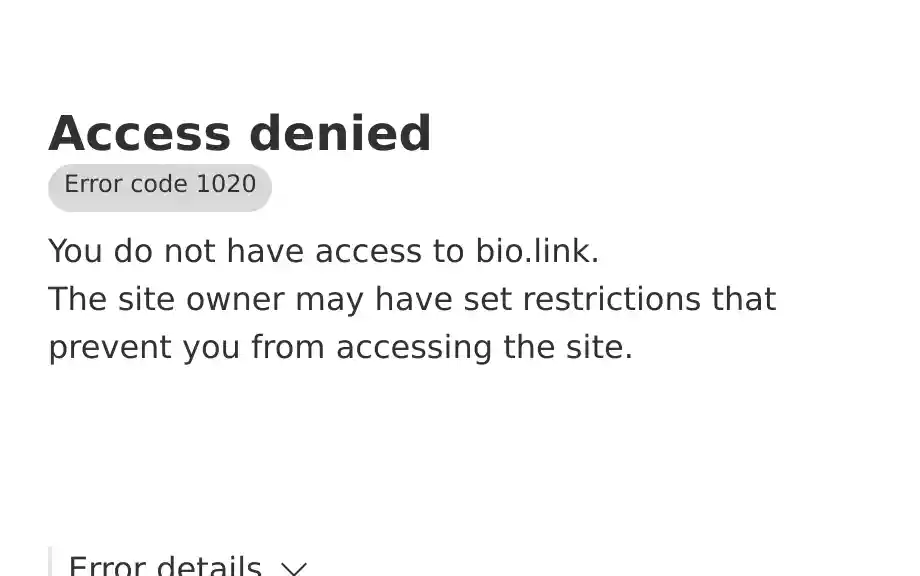 Access denied
Error code 1020
You do not have access to bio.link.
The site owner may have set restrictions that
prevent you from accessing the site.
Error details